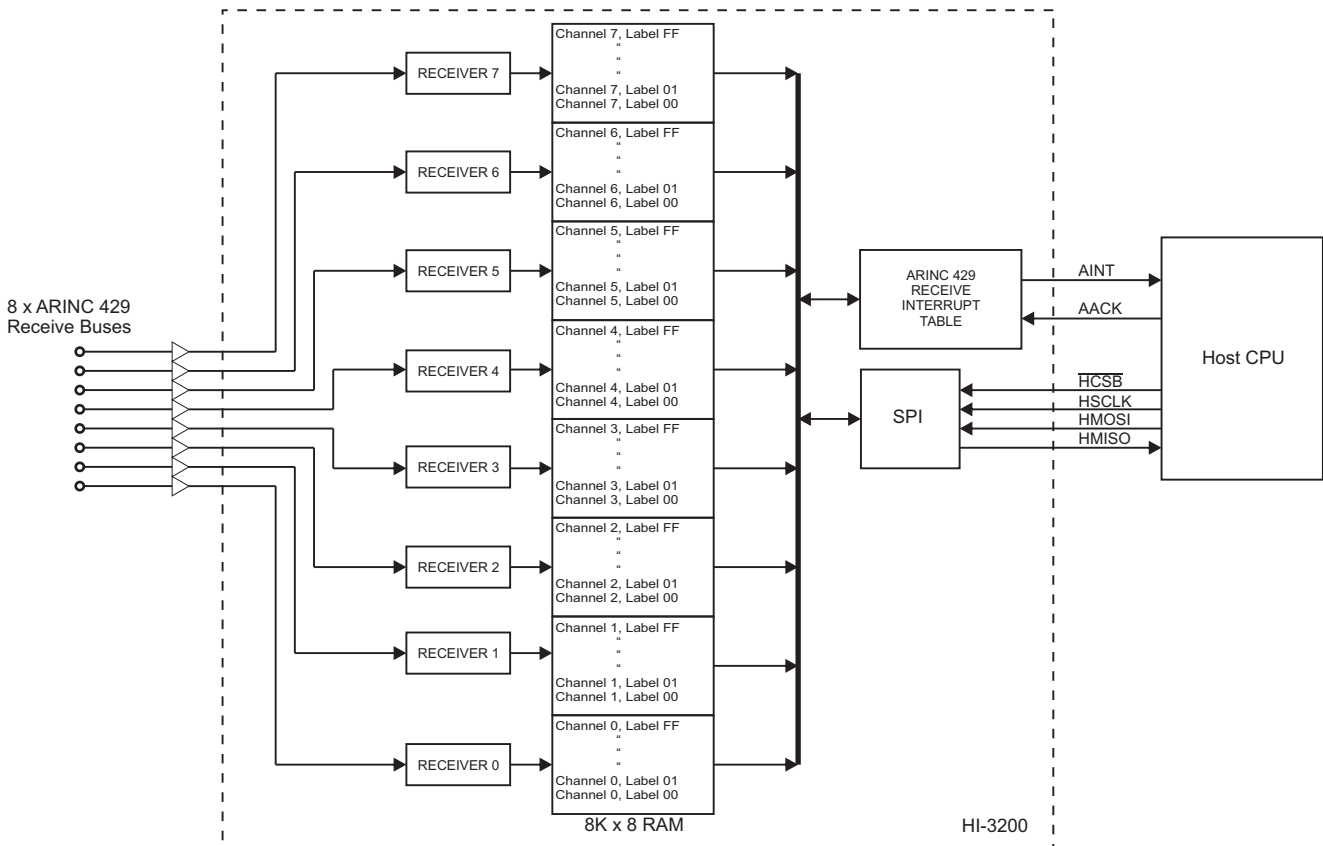 8 x ARINC 429
Receive Buses
RECEIVER 7
Channel 7, Label FF
“
“
“
Channel 7, Label 01
Channel 7, Label 00
RECEIVER 6
Channel 6, Label FF
“
“
“
Channel 6, Label 01
Channel 6, Label 00
RECEIVER 5
Channel 5, Label FF
“
“
“
Channel 5, Label 01
Channel 5, Label 00
RECEIVER 4
Channel 4, Label FF
“
“
“
Channel 4, Label 01
Channel 4, Label 00
RECEIVER 3
Channel 3, Label FF
“
“
“
Channel 3, Label 01
Channel 3, Label 00
RECEIVER 2
Channel 2, Label FF
“
“
“
Channel 2, Label 01
Channel 2, Label 00
RECEIVER 1
Channel 1, Label FF
“
“
“
Channel 1, Label 01
Channel 1, Label 00
RECEIVER 0
Channel 0, Label FF
“
“
“
Channel 0, Label 01
Channel 0, Label 00
8K x 8 RAM
ARINC 429
RECEIVE
INTERRUPT
TABLE
SPI
AINT
AACK
HCSB
HSCLK
HMOSI
HMISO
Host CPU
HI-3200